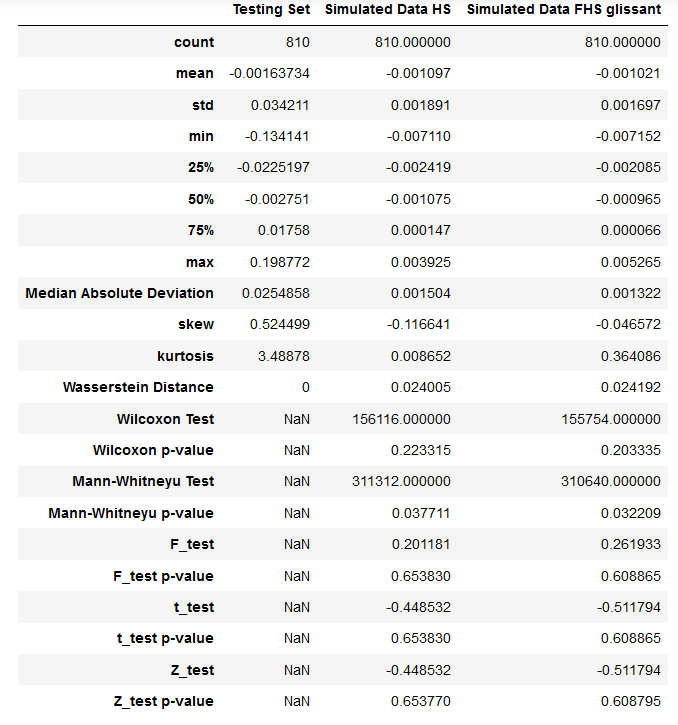 Testing Set Simulated Data HS Simulated Data FHS glissant
count 810 810.000000 810.000000
mean -0.00163734 -0.001097 -0.001021
std 0.034211 0.001891 0.001697
min -0.134141 -0.007110 -0.007152
25% -0.0225197 -0.002419 -0.002085
50% -0.002751 -0.001075 -0.000965
75% 0.01758 0.000147 0.000066
max 0.198772 0.003925 0.005265
Median Absolute Deviation 0.0254858 0.001504 0.001322
skew 0.524499 -0.116641 -0.046572
kurtosis 3.48878 0.008652 0.364086
Wasserstein Distance 0 0.024005 0.024192
Wilcoxon Test NaN 156116.000000 155754.000000
Wilcoxon p-value NaN 0.223315 0.203335
Mann-Whitneyu Test NaN 311312.000000 310640.000000
Mann-Whitneyu p-value NaN 0.037711 0.032209
F_test NaN 0.201181 0.261933
F_test p-value NaN 0.653830 0.608865
t_test NaN -0.448532 -0.511794
t_test p-value NaN 0.653830 0.608865
Z_test NaN -0.448532 -0.511794
Z_test p-value NaN 0.653770 0.608795